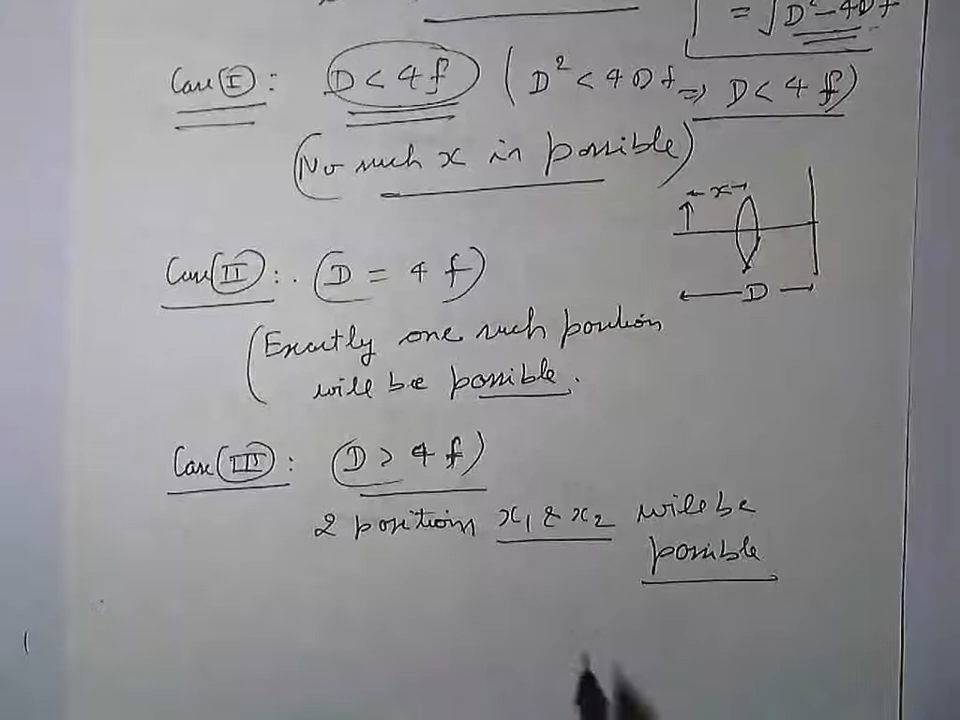 = √D²-4Df
Case (I) : D < 4f ( D² < 4Df => D < 4f )
(No such x is possible)
← x →
Case (II) : . (D = 4f)
← D →
(Exactly one such position
will be possible.
Case (III) : (D > 4f)
2 positions x₁ & x₂ will be
possible